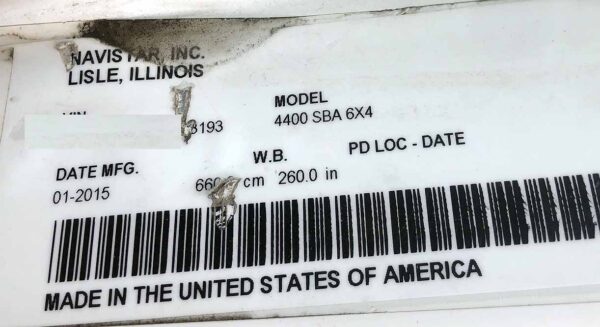 NAVISTAR, INC.
LISLE, ILLINOIS
MODEL
3193 4400 SBA 6X4
DATE MFG. W.B. PD LOC - DATE
01-2015 660 cm 260.0 in
MADE IN THE UNITED STATES OF AMERICA